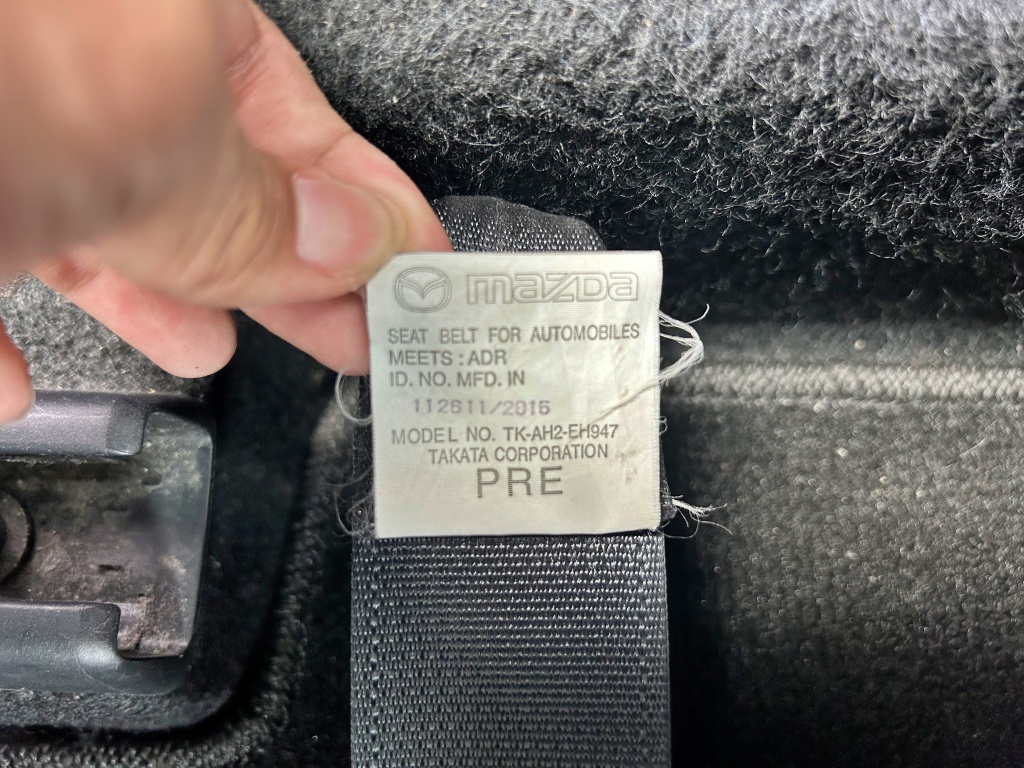 mazda
SEAT BELT FOR AUTOMOBILES
MEETS : ADR
ID. NO. MFD. IN
112611/2015
MODEL NO. TK-AH2-EH947
TAKATA CORPORATION
PRE